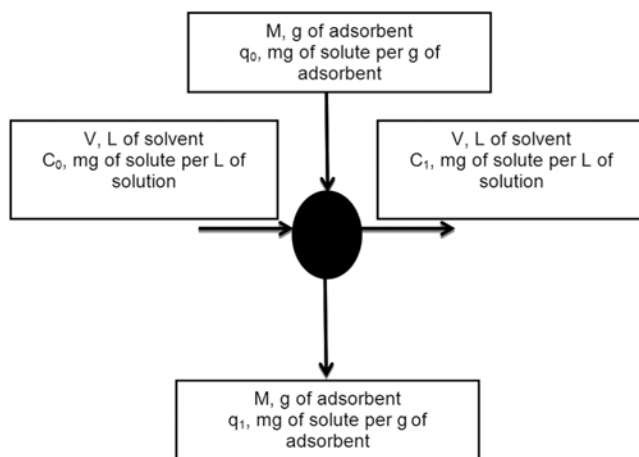 M, g of adsorbent
q₀, mg of solute per g of
adsorbent
V, L of solvent
C₀, mg of solute per L of
solution
V, L of solvent
C₁, mg of solute per L of
solution
M, g of adsorbent
q₁, mg of solute per g of
adsorbent